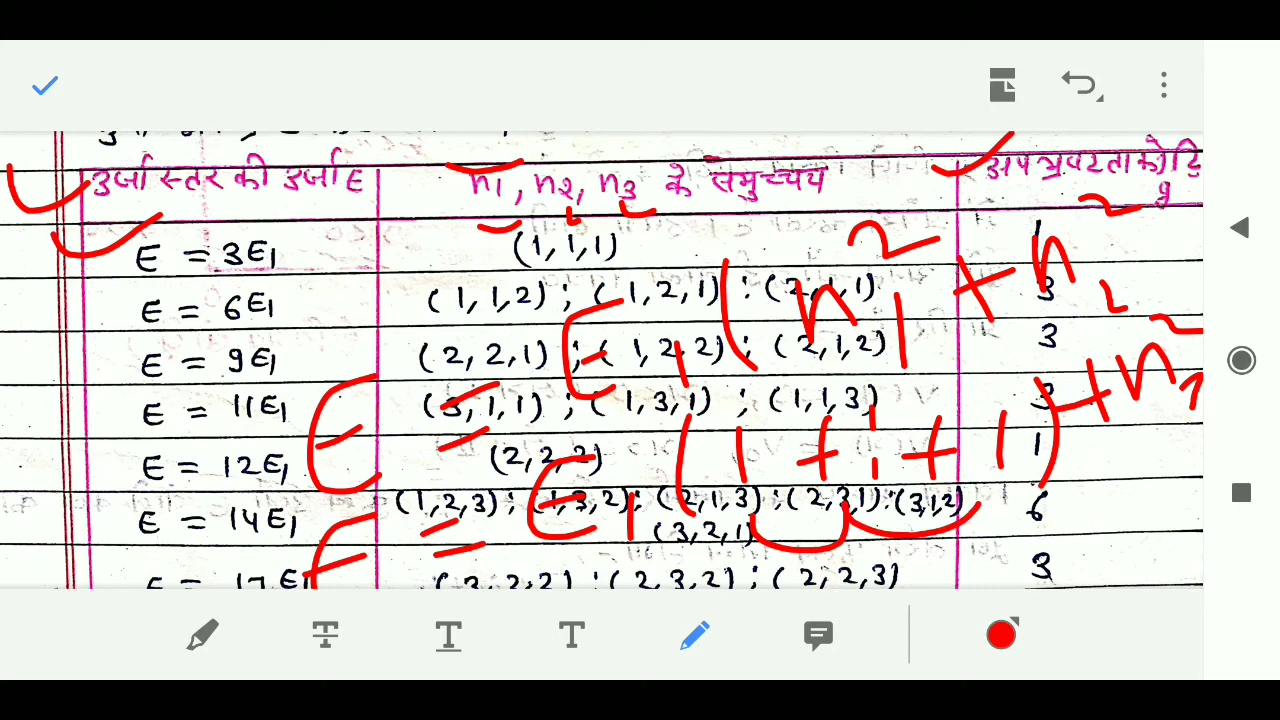 उर्जा स्तर की उर्जा E n1, n2, n3 के समुच्चय अपभ्रष्टता कोटि g
E = 3E1 (1,1,1) 1
E = 6E1 (1,1,2) ; (1,2,1) ; (2,1,1) 3
E = 9E1 (2,2,1) ; (1,2,2) ; (2,1,2) 3
E = 11E1 (3,1,1) ; (1,3,1) ; (1,1,3) 3
E = 12E1 (2,2,2) 1
E = 14E1 (1,2,3) ; (1,3,2) ; (2,1,3) ; (2,3,1) ; (3,1,2) 6
(3,2,1)
E = 17E1 (3,2,2) ; (2,3,2) ; (2,2,3) 3
E = E1 (n1² + n2² + n3²)
E = E1 (1 + 1 + 1)
E =